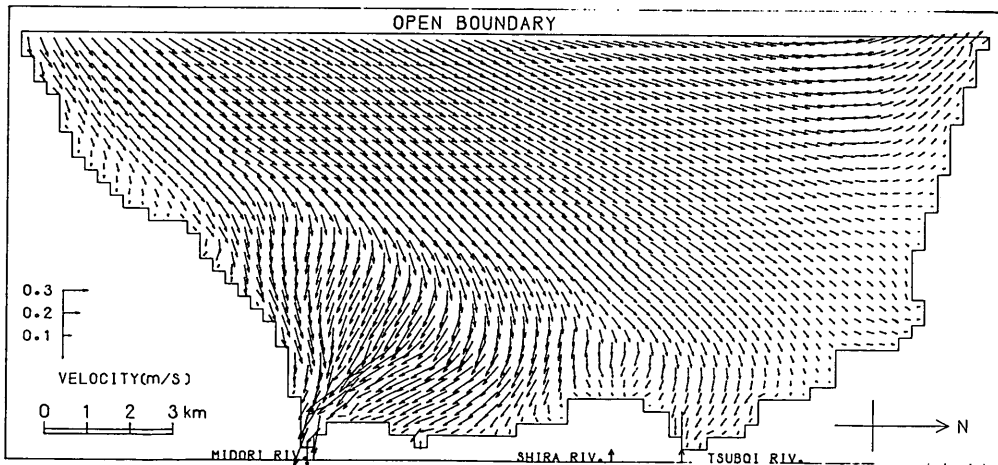 OPEN BOUNDARY
0.3
0.2
0.1
VELOCITY(m/s)
0 1 2 3 km
N
MIDORI RIV.
SHIRA RIV.
TSUBOI RIV.